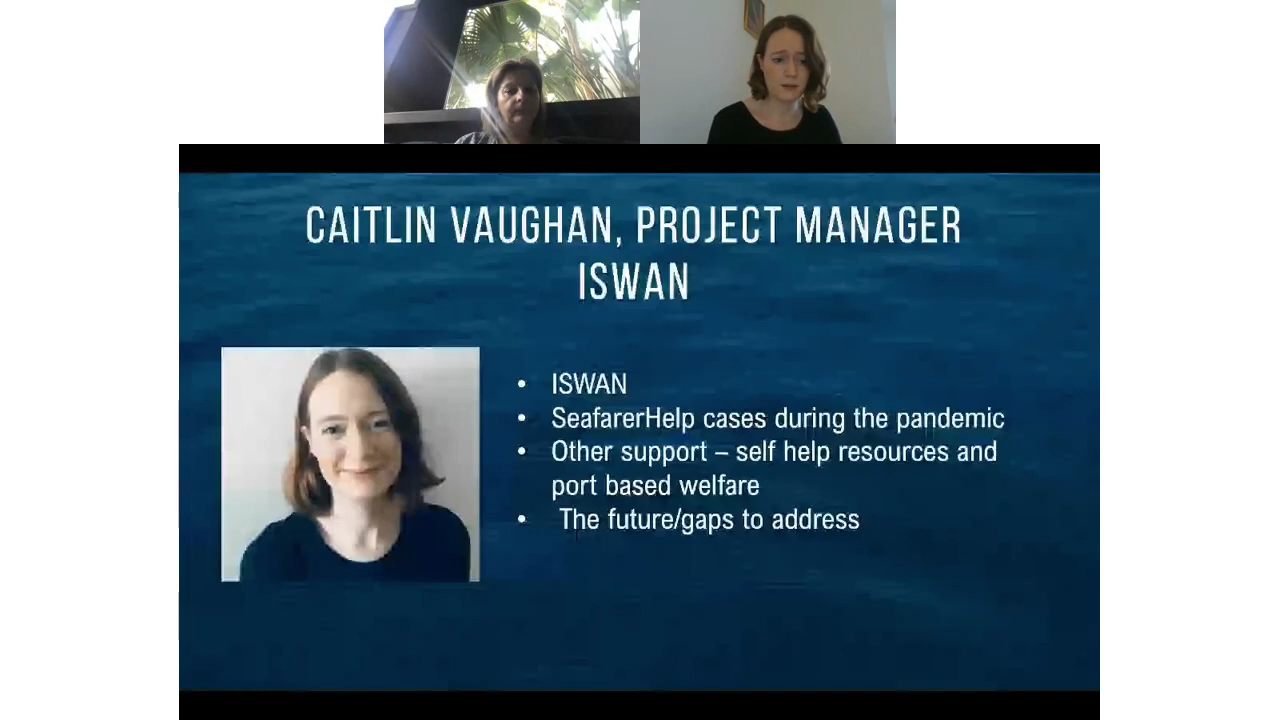 CAITLIN VAUGHAN, PROJECT MANAGER
ISWAN
• ISWAN
• SeafarerHelp cases during the pandemic
• Other support – self help resources and
port based welfare
• The future/gaps to address